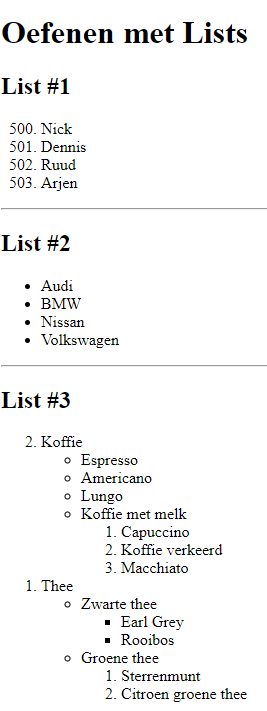 Oefenen met Lists
List #1
500. Nick
501. Dennis
502. Ruud
503. Arjen
List #2
• Audi
• BMW
• Nissan
• Volkswagen
List #3
2. Koffie
○ Espresso
○ Americano
○ Lungo
○ Koffie met melk
1. Capuccino
2. Koffie verkeerd
3. Macchiato
1. Thee
○ Zwarte thee
▪ Earl Grey
▪ Rooibos
○ Groene thee
1. Sterrenmunt
2. Citroen groene thee